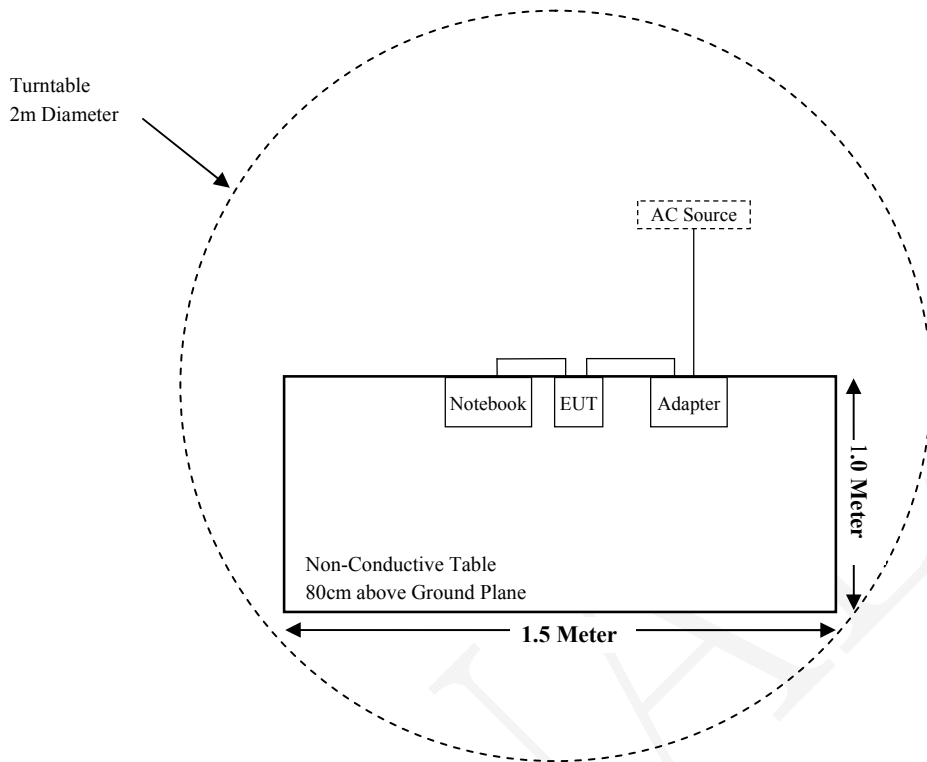 Turntable
2m Diameter
AC Source
Notebook
EUT
Adapter
1.0 Meter
Non-Conductive Table
80cm above Ground Plane
1.5 Meter